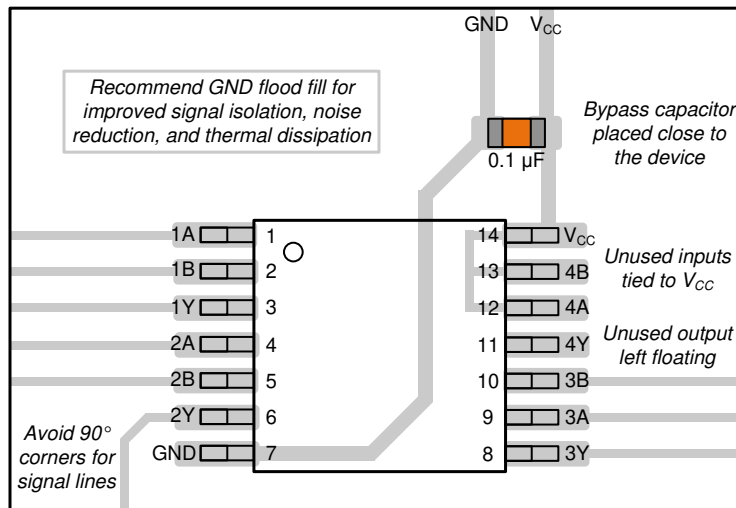 GND VCC
Recommend GND flood fill for
improved signal isolation, noise
reduction, and thermal dissipation
Bypass capacitor
placed close to
the device
0.1 µF
1A 1 14 VCC
1B 2 13 4B
Unused inputs
tied to VCC
1Y 3 12 4A
2A 4 11 4Y
Unused output
left floating
2B 5 10 3B
2Y 6 9 3A
GND 7 8 3Y
Avoid 90°
corners for
signal lines